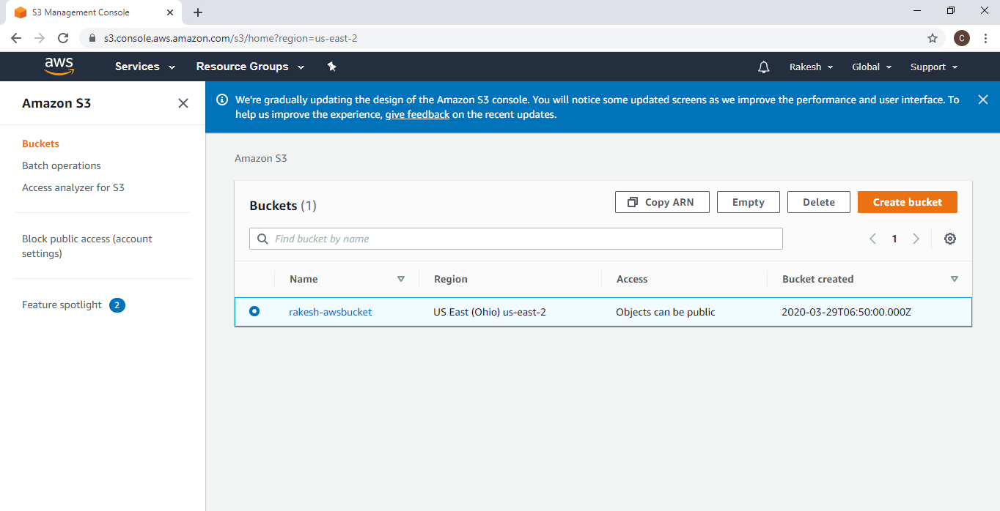 S3 Management Console
s3.console.aws.amazon.com/s3/home?region=us-east-2
C
aws
Services
Resource Groups
Rakesh
Global
Support
Amazon S3
We're gradually updating the design of the Amazon S3 console. You will notice some updated screens as we improve the performance and user interface. To
help us improve the experience, give feedback on the recent updates.
Buckets
Batch operations
Access analyzer for S3
Block public access (account
settings)
Feature spotlight 2
Amazon S3
Buckets (1)
Copy ARN
Empty
Delete
Create bucket
Find bucket by name
1
Name
Region
Access
Bucket created
rakesh-awsbucket
US East (Ohio) us-east-2
Objects can be public
2020-03-29T06:50:00.000Z